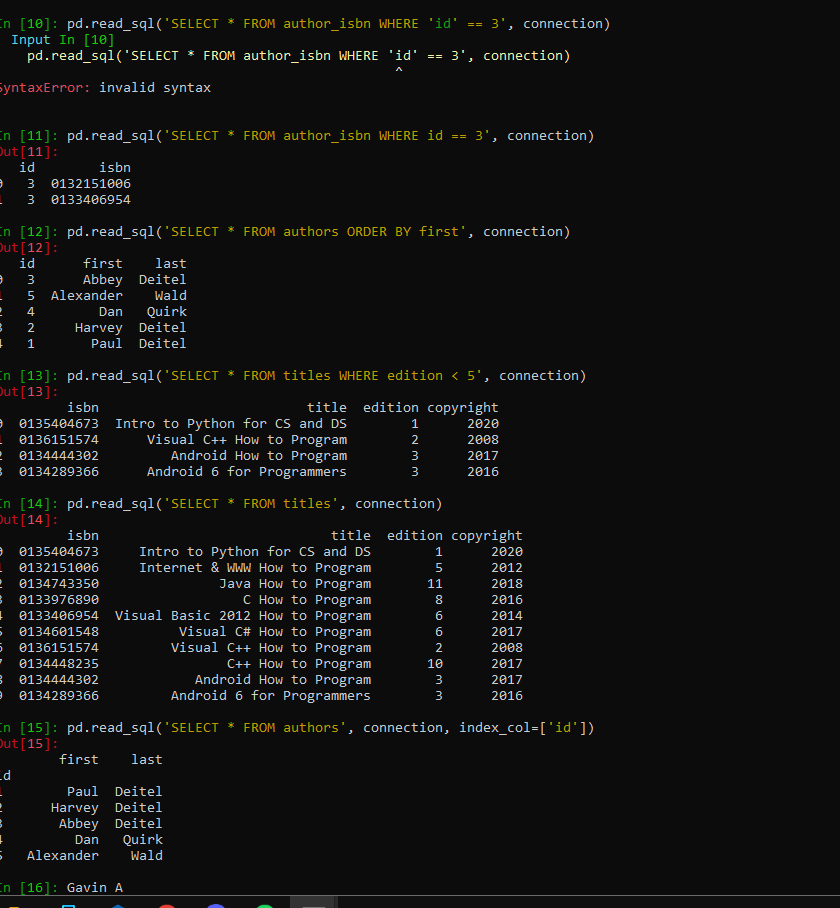 In [10]: pd.read_sql('SELECT * FROM author_isbn WHERE 'id' == 3', connection)
Input In [10]
pd.read_sql('SELECT * FROM author_isbn WHERE 'id' == 3', connection)
^
SyntaxError: invalid syntax
In [11]: pd.read_sql('SELECT * FROM author_isbn WHERE id == 3', connection)
Out[11]:
id isbn
0 3 0132151006
1 3 0133406954
In [12]: pd.read_sql('SELECT * FROM authors ORDER BY first', connection)
Out[12]:
id first last
0 3 Abbey Deitel
1 5 Alexander Wald
2 4 Dan Quirk
3 2 Harvey Deitel
4 1 Paul Deitel
In [13]: pd.read_sql('SELECT * FROM titles WHERE edition < 5', connection)
Out[13]:
isbn title edition copyright
0 0135404673 Intro to Python for CS and DS 1 2020
1 0136151574 Visual C++ How to Program 2 2008
2 0134444302 Android How to Program 3 2017
3 0134289366 Android 6 for Programmers 3 2016
In [14]: pd.read_sql('SELECT * FROM titles', connection)
Out[14]:
isbn title edition copyright
0 0135404673 Intro to Python for CS and DS 1 2020
1 0132151006 Internet & WWW How to Program 5 2012
2 0134743350 Java How to Program 11 2018
3 0133976890 C How to Program 8 2016
4 0133406954 Visual Basic 2012 How to Program 6 2014
5 0134601548 Visual C# How to Program 6 2017
6 0136151574 Visual C++ How to Program 2 2008
7 0134448235 C++ How to Program 10 2017
8 0134444302 Android How to Program 3 2017
9 0134289366 Android 6 for Programmers 3 2016
In [15]: pd.read_sql('SELECT * FROM authors', connection, index_col=['id'])
Out[15]:
first last
id
1 Paul Deitel
2 Harvey Deitel
3 Abbey Deitel
4 Dan Quirk
5 Alexander Wald
In [16]: Gavin A